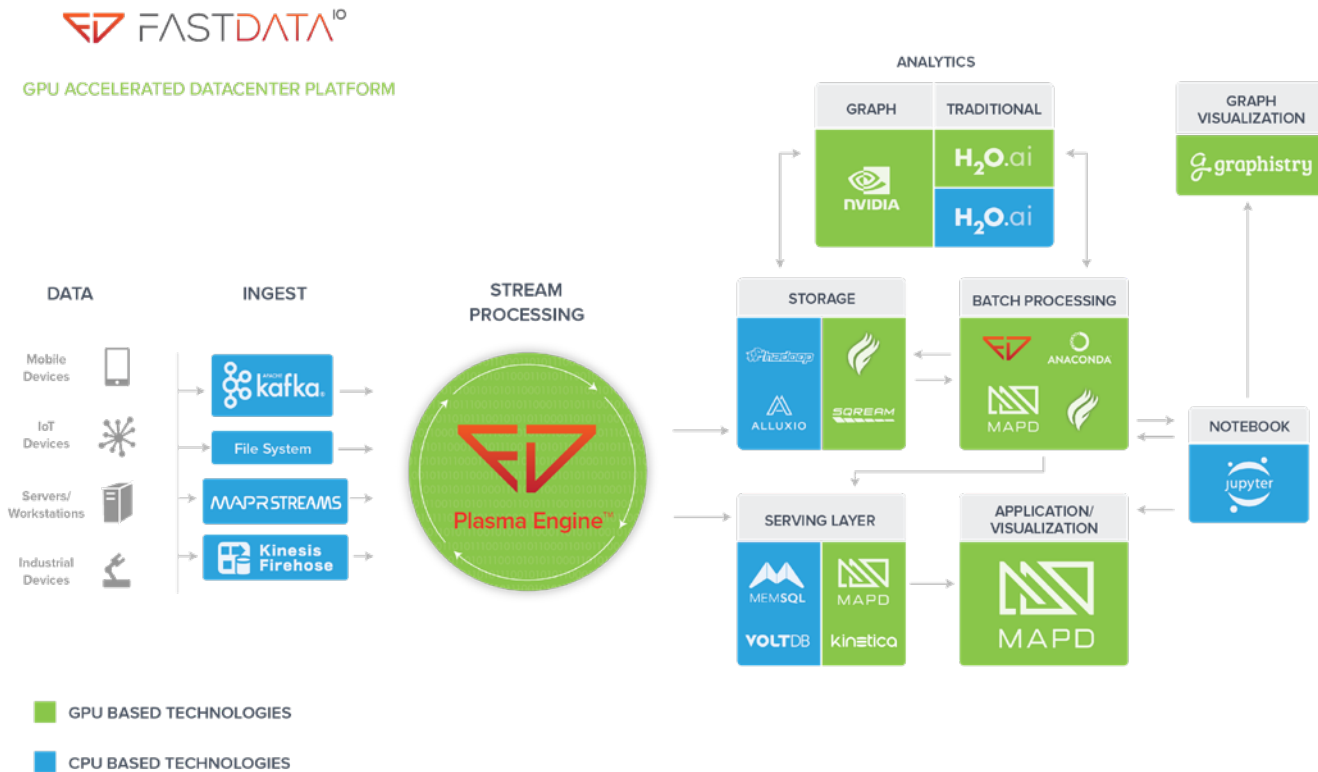 FASTDATA IO
GPU ACCELERATED DATACENTER PLATFORM
ANALYTICS
GRAPH
TRADITIONAL
NVIDIA
H2O.ai
H2O.ai
GRAPH
VISUALIZATION
graphistry
DATA
Mobile
Devices
IoT
Devices
Servers/
Workstations
Industrial
Devices
INGEST
APACHE
kafka®
File System
MAPR STREAMS
Kinesis
Firehose
STREAM
PROCESSING
Plasma Engine™
STORAGE
hadoop
ALLUXIO
SQREAM
BATCH PROCESSING
ANACONDA
MAPD
SERVING LAYER
MEMSQL
MAPD
VOLTDB
kinetica
APPLICATION/
VISUALIZATION
MAPD
NOTEBOOK
jupyter
GPU BASED TECHNOLOGIES
CPU BASED TECHNOLOGIES